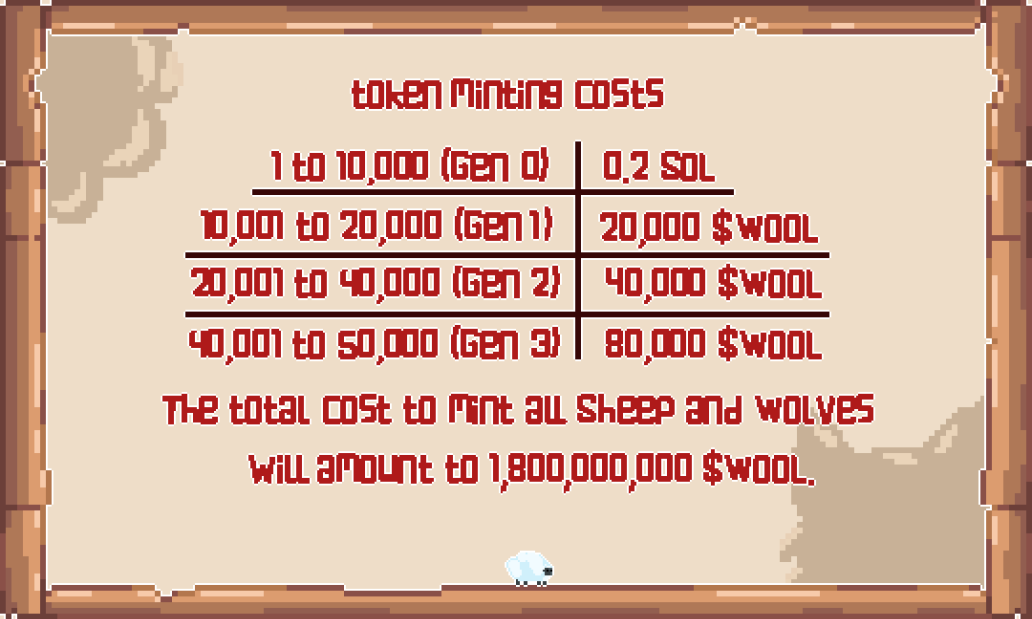 Token Minting Costs
1 to 10,000 (Gen 0) 0.2 SOL
10,001 to 20,000 (Gen 1) 20,000 $WOOL
20,001 to 40,000 (Gen 2) 40,000 $WOOL
40,001 to 50,000 (Gen 3) 80,000 $WOOL
The total cost to mint all Sheep and Wolves
will amount to 1,800,000,000 $WOOL.